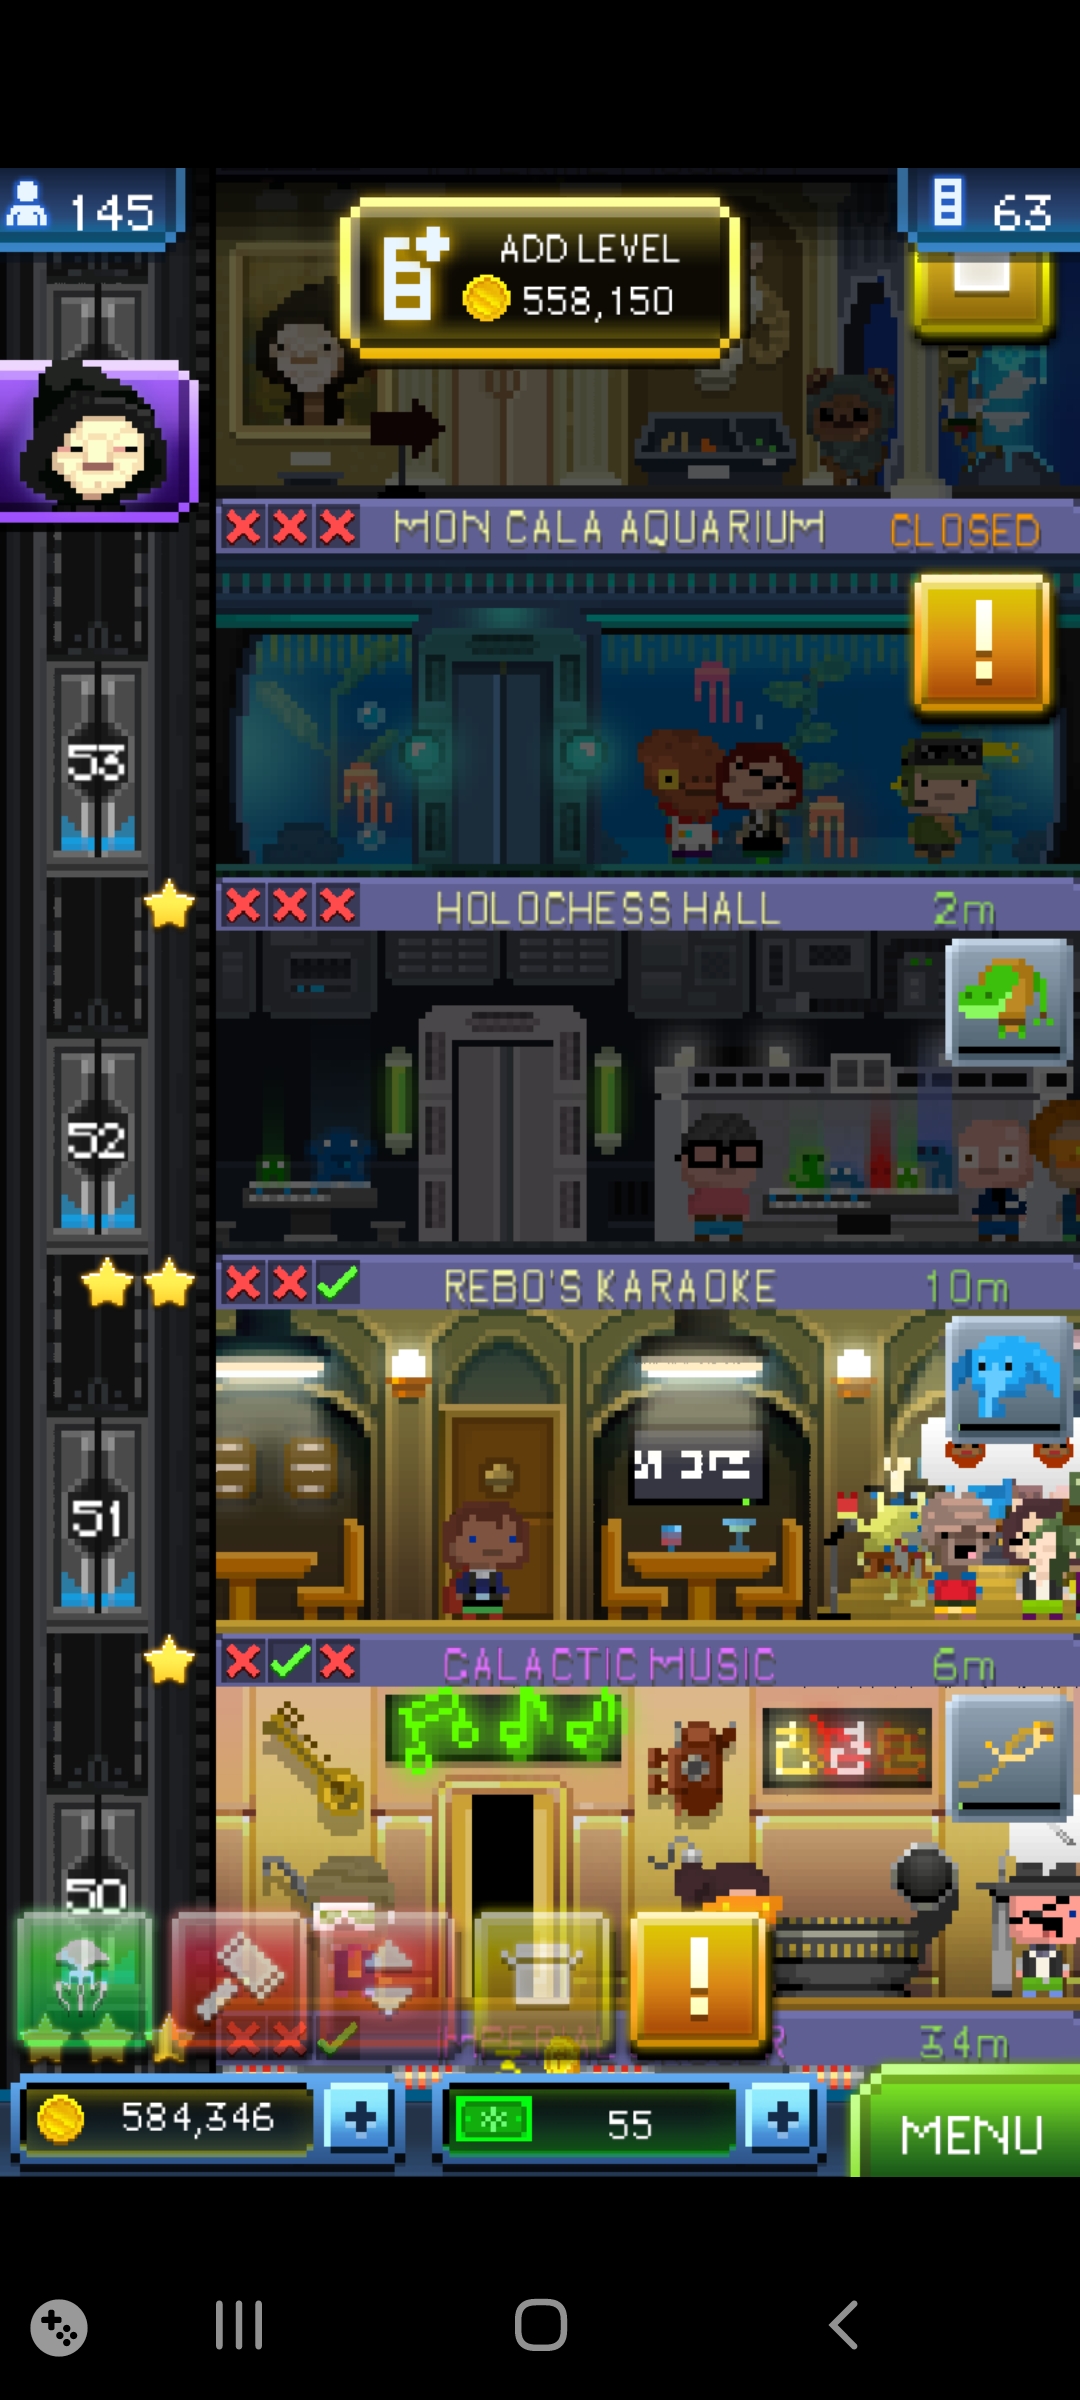 145
ADD LEVEL
558,150
63
MON CALA AQUARIUM CLOSED
!
53
HOLOCHESS HALL 2m
52
REBO'S KARAOKE 10m
51
GALACTIC MUSIC 6m
50
!
IMPERIAL 34m
584,346 +
55 +
MENU